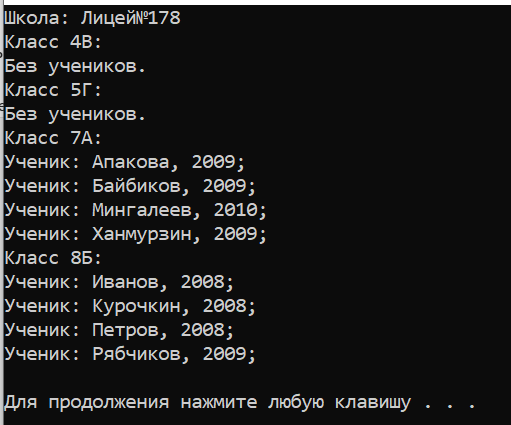 Школа: Лицей№178
Класс 4В:
Без учеников.
Класс 5Г:
Без учеников.
Класс 7А:
Ученик: Апакова, 2009;
Ученик: Байбиков, 2009;
Ученик: Мингалеев, 2010;
Ученик: Ханмурзин, 2009;
Класс 8Б:
Ученик: Иванов, 2008;
Ученик: Курочкин, 2008;
Ученик: Петров, 2008;
Ученик: Рябчиков, 2009;
Для продолжения нажмите любую клавишу . . .